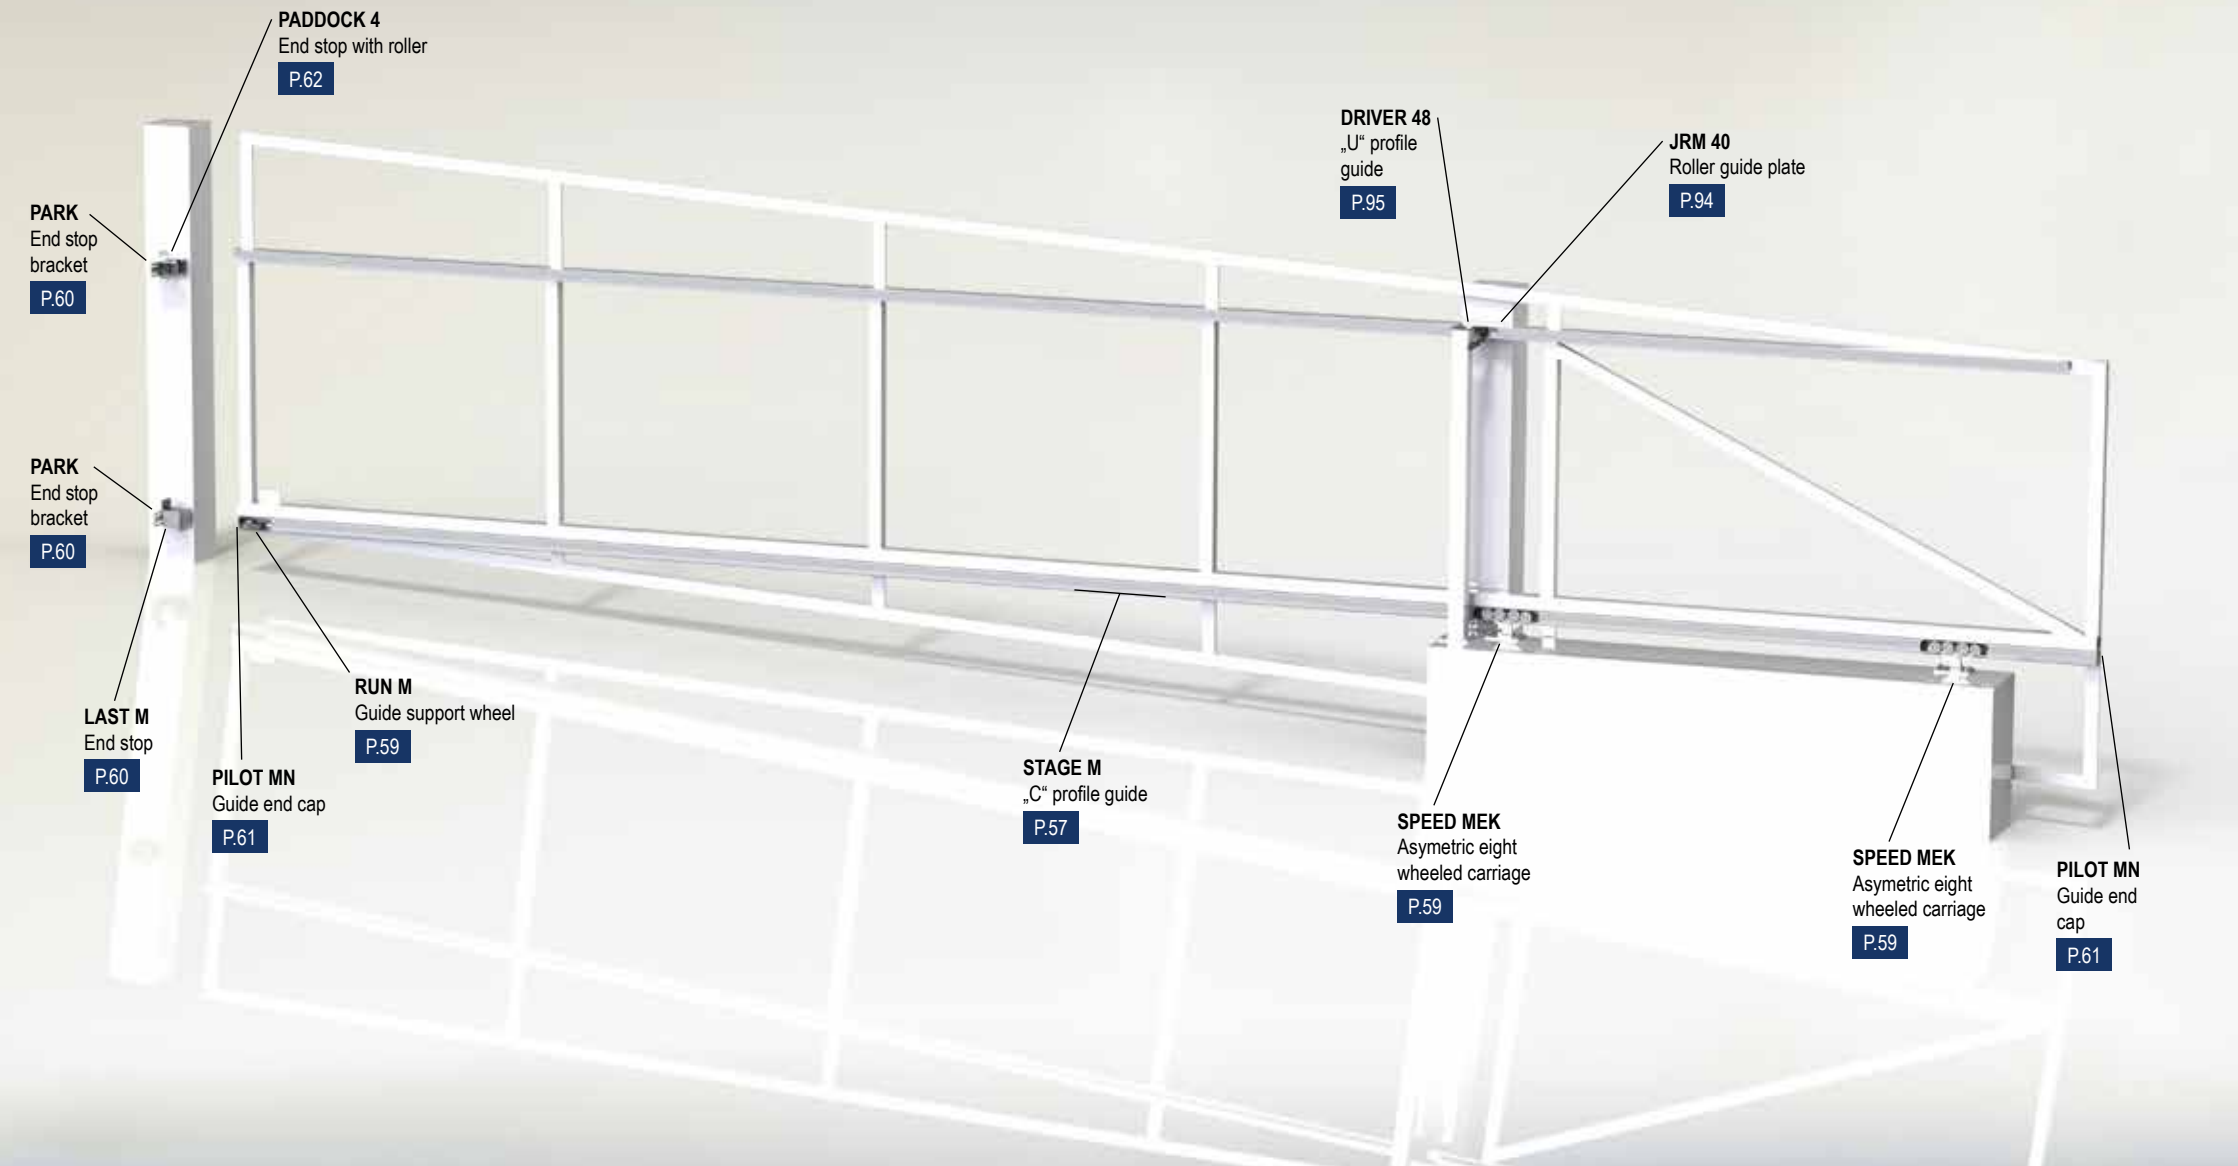 PADDOCK 4
End stop with roller
P.62
PARK
End stop
bracket
P.60
DRIVER 48
„U“ profile
guide
P.95
JRM 40
Roller guide plate
P.94
PARK
End stop
bracket
P.60
LAST M
End stop
P.60
PILOT MN
Guide end cap
P.61
RUN M
Guide support wheel
P.59
STAGE M
„C“ profile guide
P.57
SPEED MEK
Asymetric eight
wheeled carriage
P.59
SPEED MEK
Asymetric eight
wheeled carriage
P.59
PILOT MN
Guide end
cap
P.61